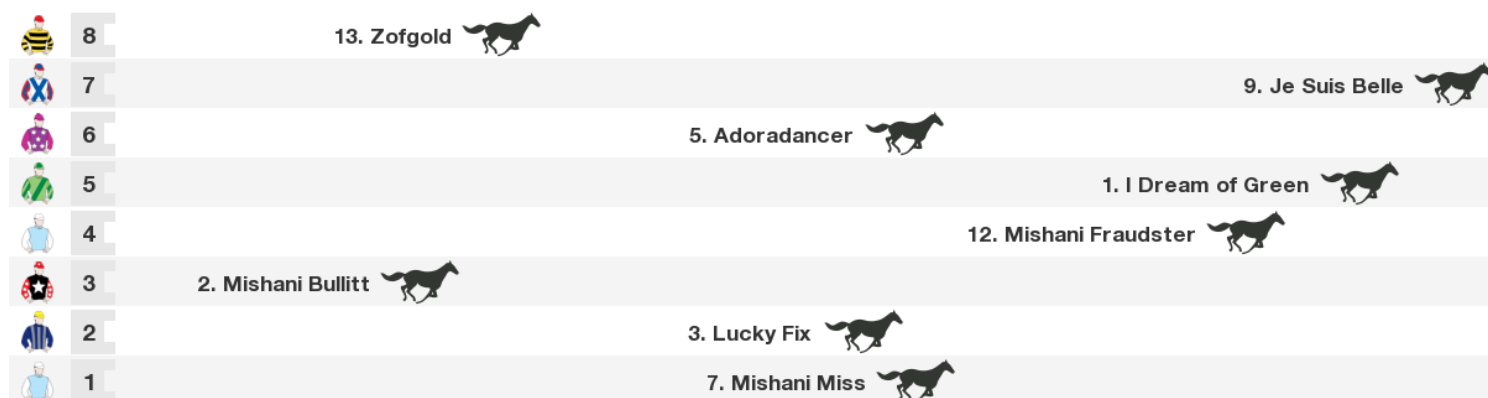 8 13. Zofgold
7 9. Je Suis Belle
6 5. Adoradancer
5 1. I Dream of Green
4 12. Mishani Fraudster
3 2. Mishani Bullitt
2 3. Lucky Fix
1 7. Mishani Miss